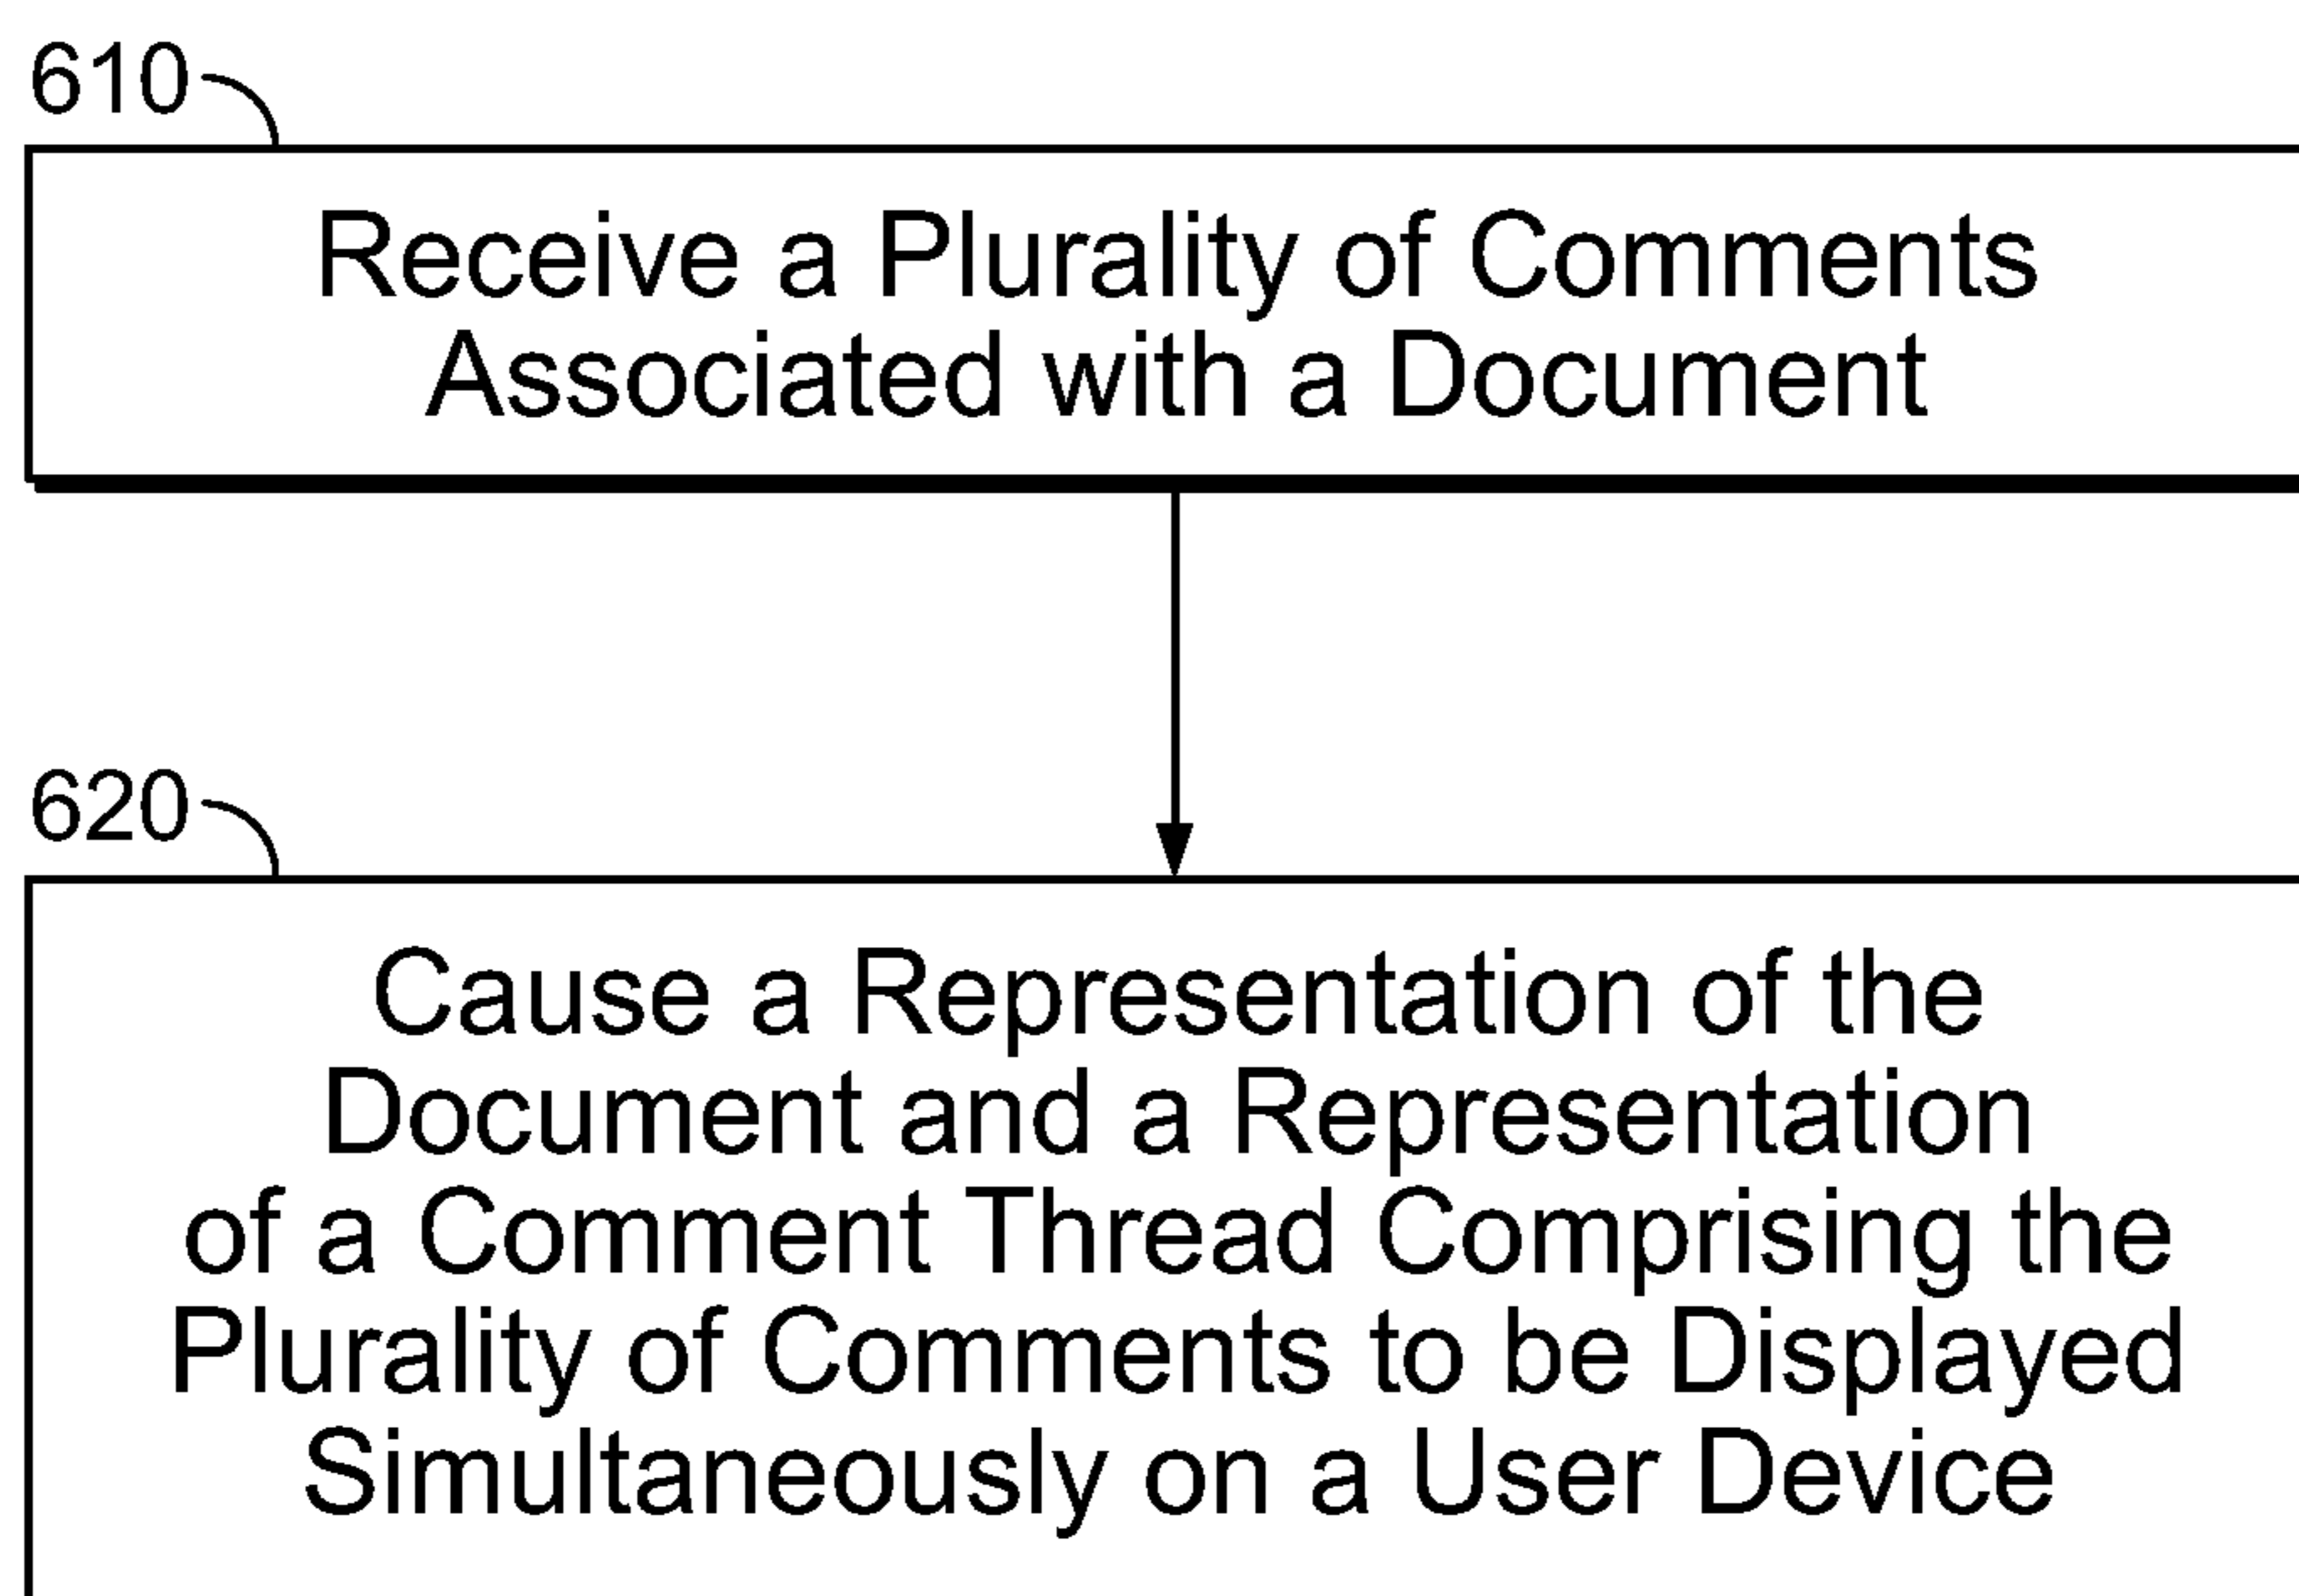 610
Receive a Plurality of Comments
Associated with a Document
620
Cause a Representation of the
Document and a Representation
of a Comment Thread Comprising the
Plurality of Comments to be Displayed
Simultaneously on a User Device